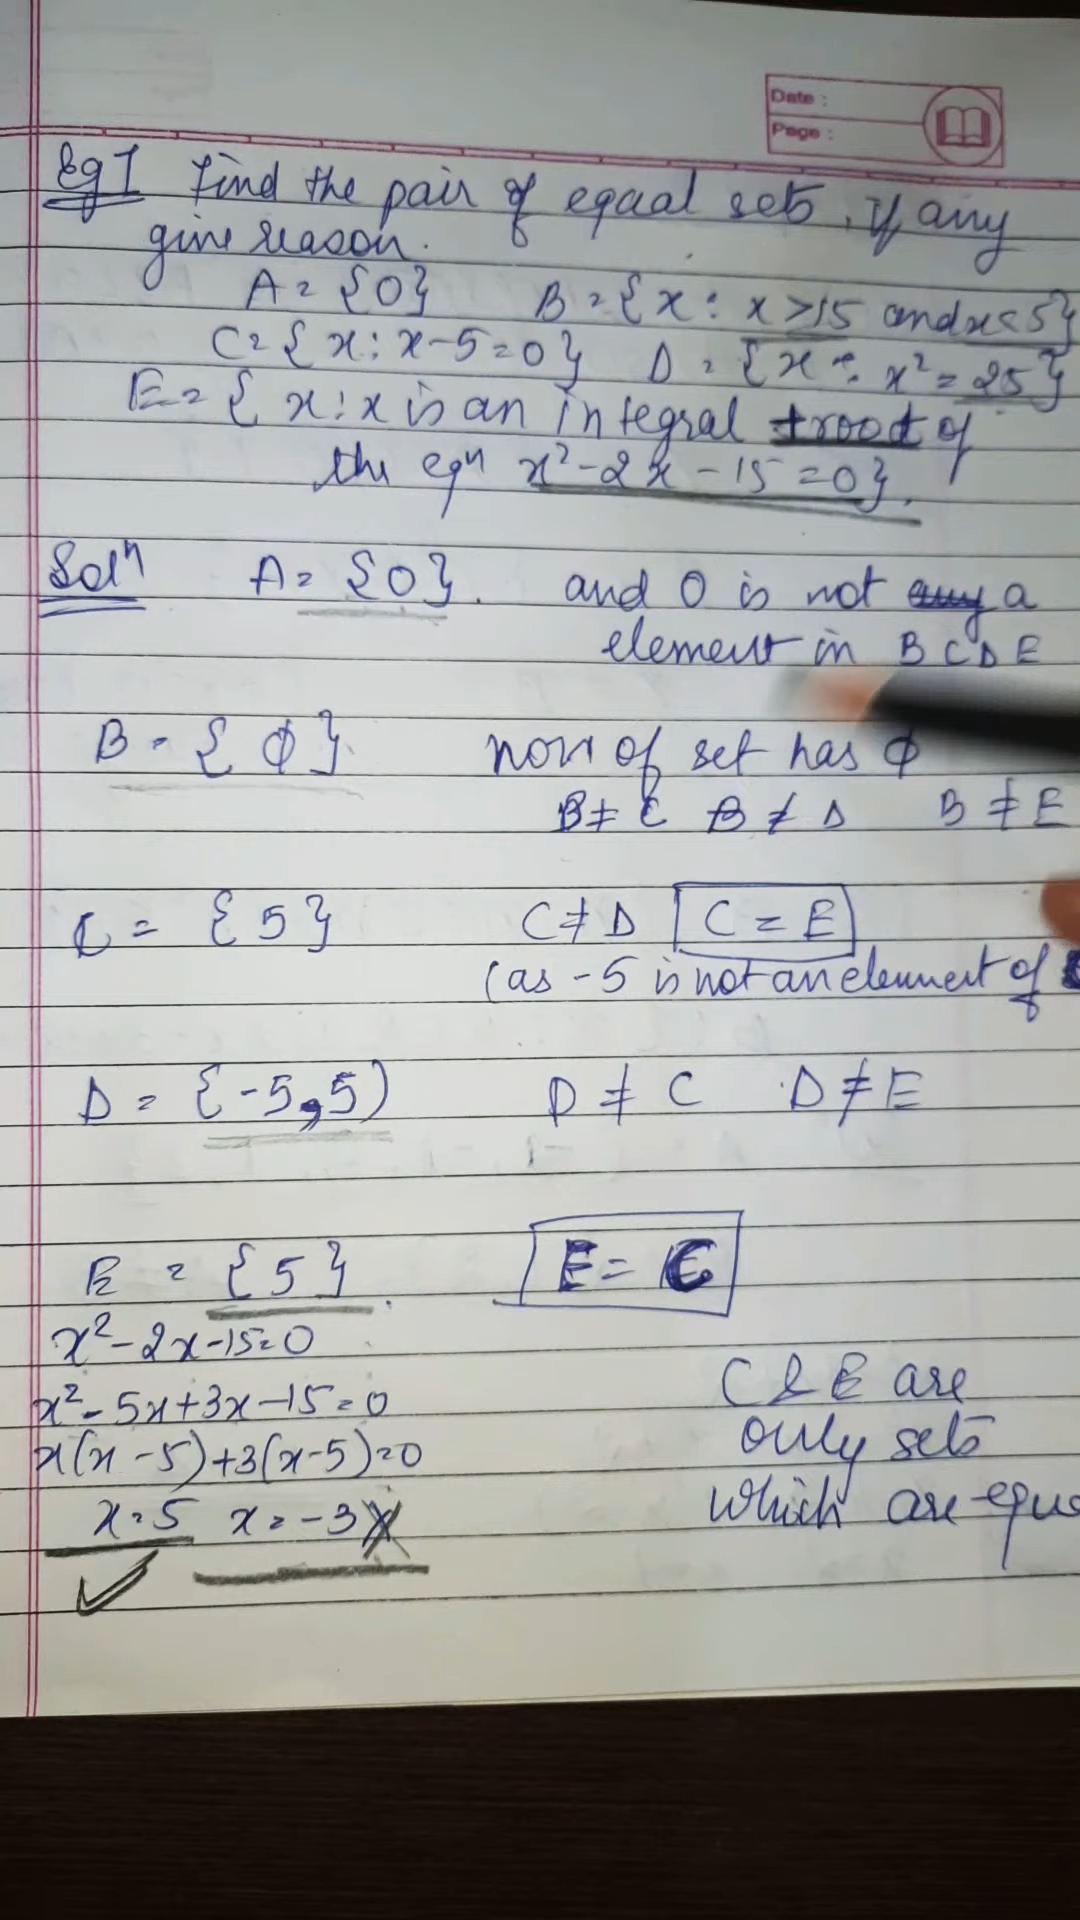 Date :
Page :
Eg 1 find the pair of equal sets, if any
give reason.
A = {0} B = {x : x > 15 and x < 5}
C = {x : x - 5 = 0} D = {x : x² = 25}
E = { x : x is an integral root of
the eqn x² - 2x - 15 = 0}.
Soln A = {0}. and 0 is not a
element in B C D E
B = { ϕ } non of set has ϕ
B ≠ C B ≠ D B ≠ E
C = {5} C ≠ D C = E
(as -5 is not an element of
D = {-5, 5) D ≠ C D ≠ E
E = {5} E = C
x² - 2x - 15 = 0
x² - 5x + 3x - 15 = 0 C & E are
x(x - 5) + 3(x - 5) = 0 only sets
x = 5 x = -3 X which are equa
✓